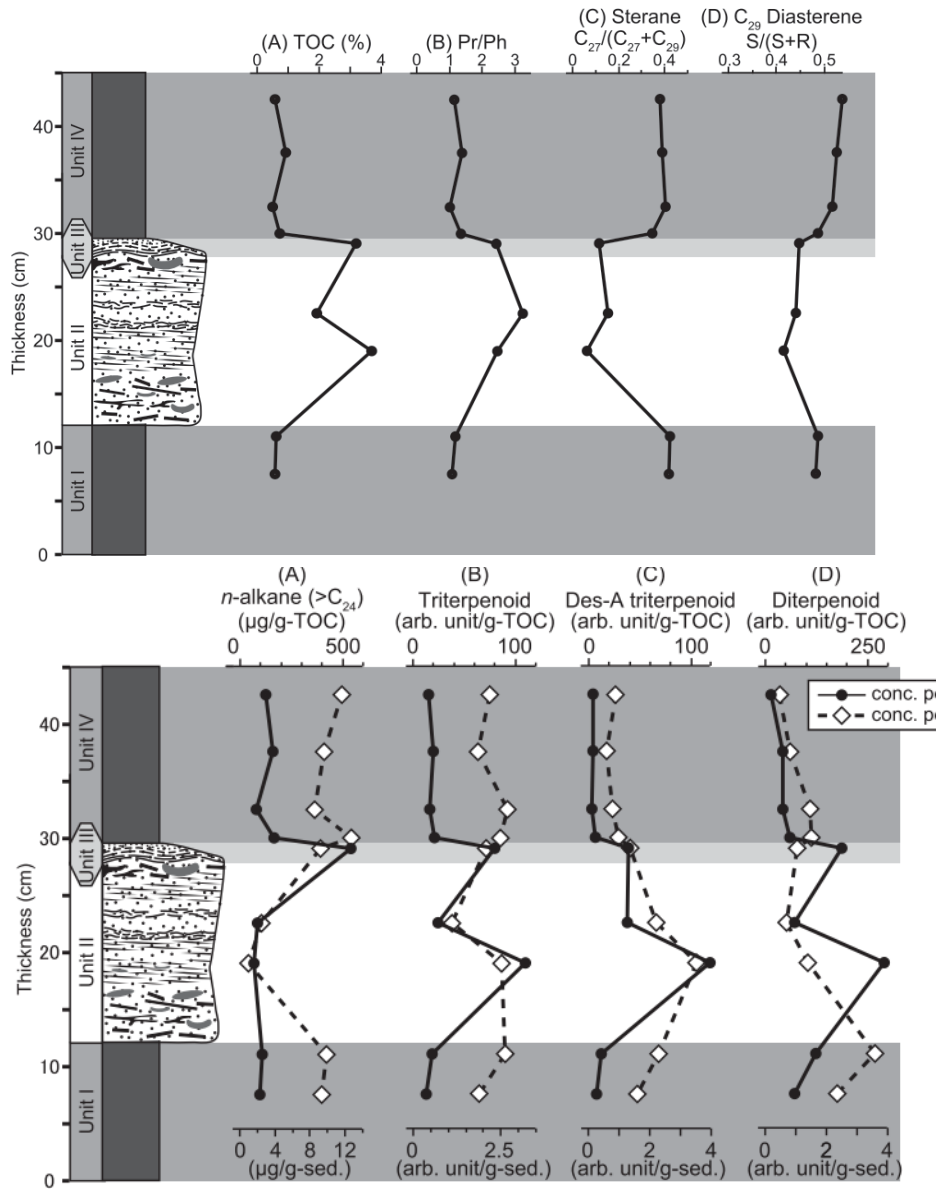 (A) TOC (%)
0 1 2 4
(B) Pr/Ph
0 1 2 3
(C) Sterane
C27/(C27+C29)
0 0.2 0.4
(D) C29 Diasterene
S/(S+R)
0.3 0.4 0.5
Thickness (cm)
40
30
20
10
0
Unit IV
Unit III
Unit II
Unit I
(A)
n-alkane (>C24)
(μg/g-TOC)
0 500
(B)
Triterpenoid
(arb. unit/g-TOC)
0 100
(C)
Des-A triterpenoid
(arb. unit/g-TOC)
0 100
(D)
Diterpenoid
(arb. unit/g-TOC)
0 250
conc. pe
conc. pe
Thickness (cm)
40
30
20
10
0
Unit IV
Unit III
Unit II
Unit I
0 4 8 12
(μg/g-sed.)
0 2.5
(arb. unit/g-sed.)
0 2 4
(arb. unit/g-sed.)
0 2 4
(arb. unit/g-sed.)